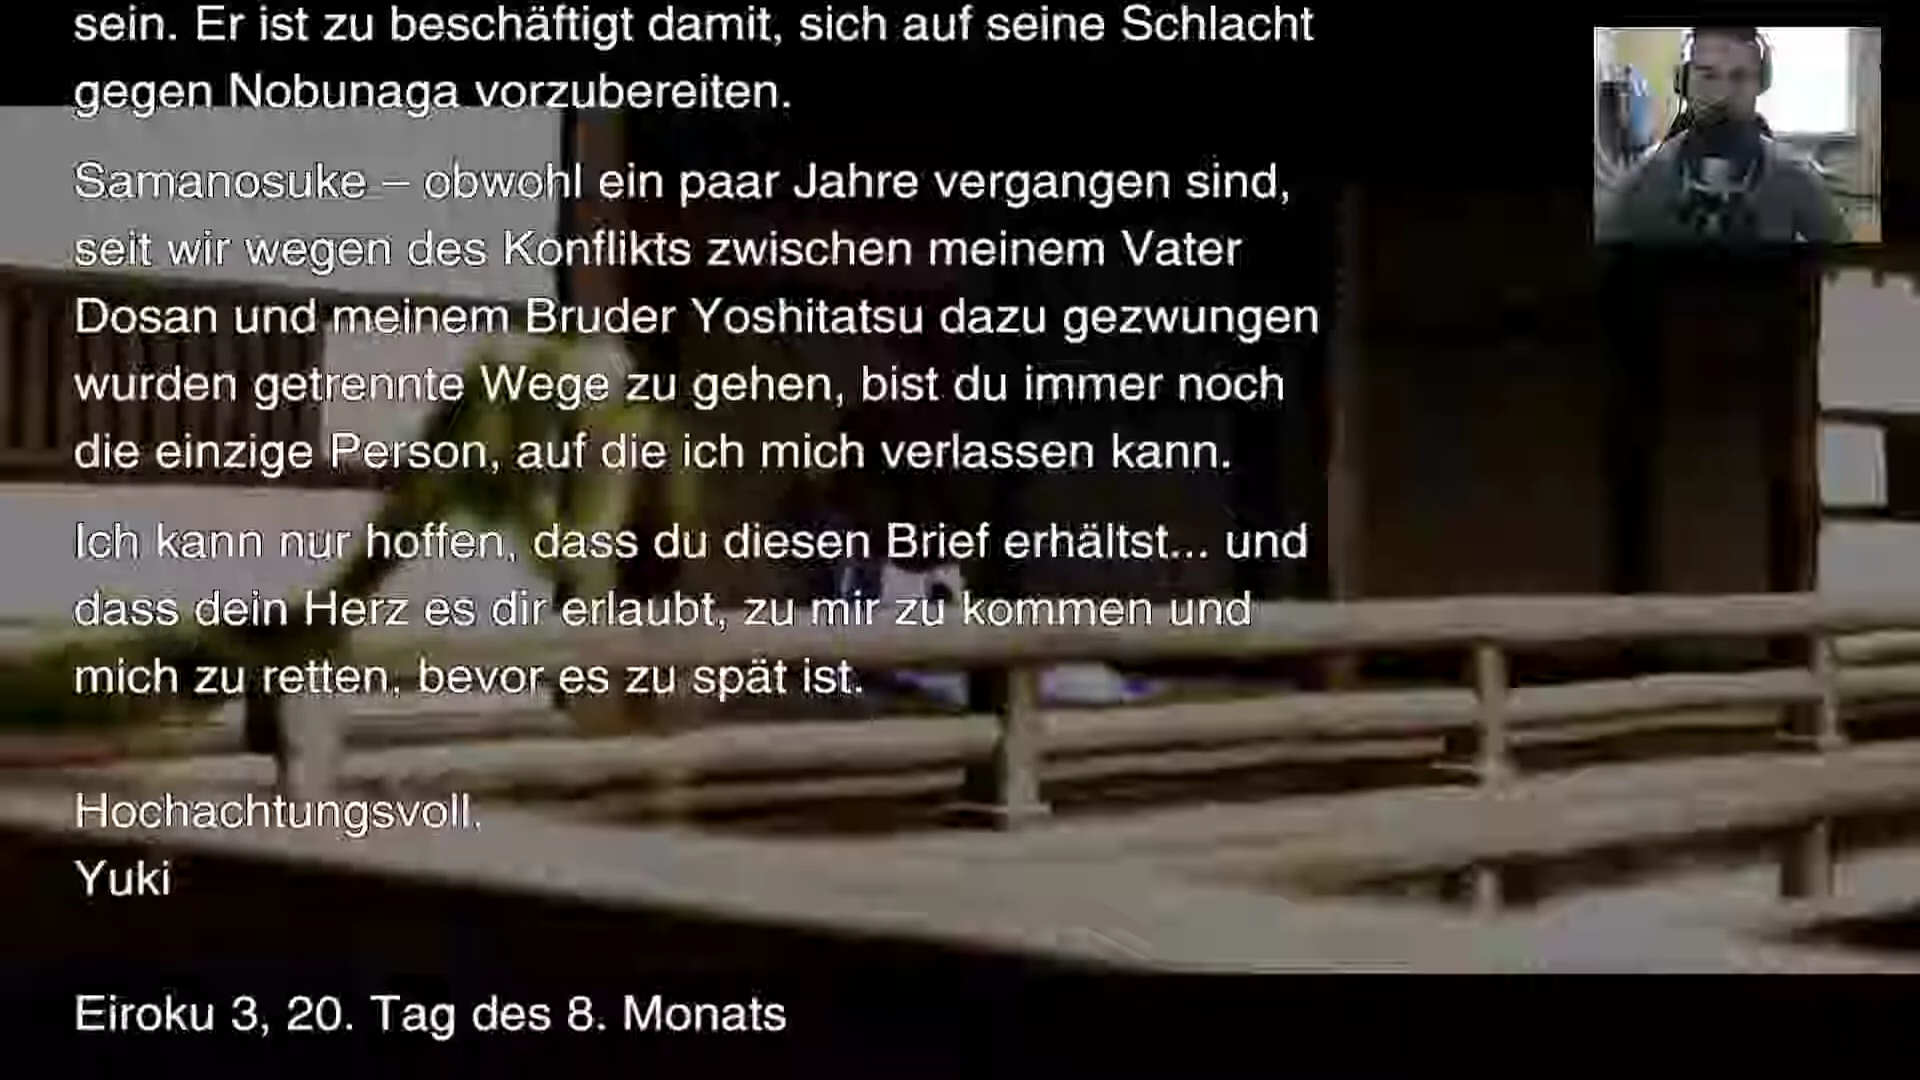 sein. Er ist zu beschäftigt damit, sich auf seine Schlacht
gegen Nobunaga vorzubereiten.
Samanosuke – obwohl ein paar Jahre vergangen sind,
seit wir wegen des Konflikts zwischen meinem Vater
Dosan und meinem Bruder Yoshitatsu dazu gezwungen
wurden getrennte Wege zu gehen, bist du immer noch
die einzige Person, auf die ich mich verlassen kann.
Ich kann nur hoffen, dass du diesen Brief erhältst... und
dass dein Herz es dir erlaubt, zu mir zu kommen und
mich zu retten, bevor es zu spät ist.
Hochachtungsvoll,
Yuki
Eiroku 3, 20. Tag des 8. Monats